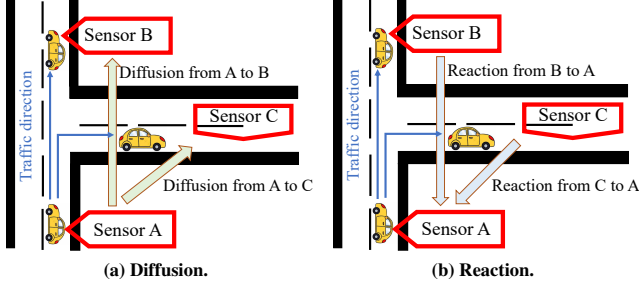 Sensor B
Diffusion from A to B
Sensor C
Traffic direction
Diffusion from A to C
Sensor A
(a) Diffusion.
Sensor B
Reaction from B to A
Sensor C
Traffic direction
Reaction from C to A
Sensor A
(b) Reaction.